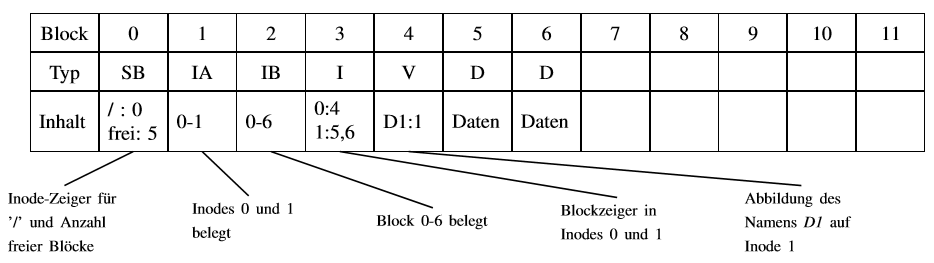 Block 0 1 2 3 4 5 6 7 8 9 10 11
Typ SB IA IB I V D D
Inhalt / : 0 0-1 0-6 0:4 D1:1 Daten Daten
frei: 5 1:5,6
Inode-Zeiger für
'/' und Anzahl
freier Blöcke
Inodes 0 und 1
belegt
Block 0-6 belegt
Blockzeiger in
Inodes 0 und 1
Abbildung des
Namens D1 auf
Inode 1